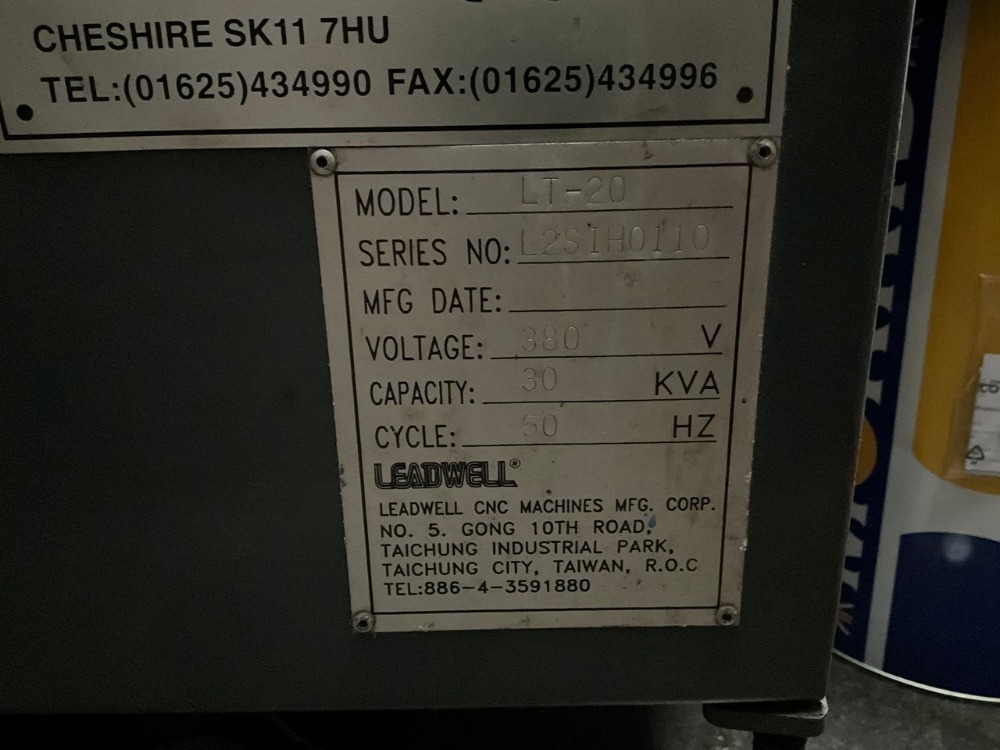 CHESHIRE SK11 7HU
TEL:(01625)434990 FAX:(01625)434996
MODEL: LT-20
SERIES NO: L2SIH0110
MFG DATE:
VOLTAGE: 380 V
CAPACITY: 30 KVA
CYCLE: 50 HZ
LEADWELL®
LEADWELL CNC MACHINES MFG. CORP.
NO. 5. GONG 10TH ROAD,
TAICHUNG INDUSTRIAL PARK,
TAICHUNG CITY, TAIWAN, R.O.C
TEL:886-4-3591880